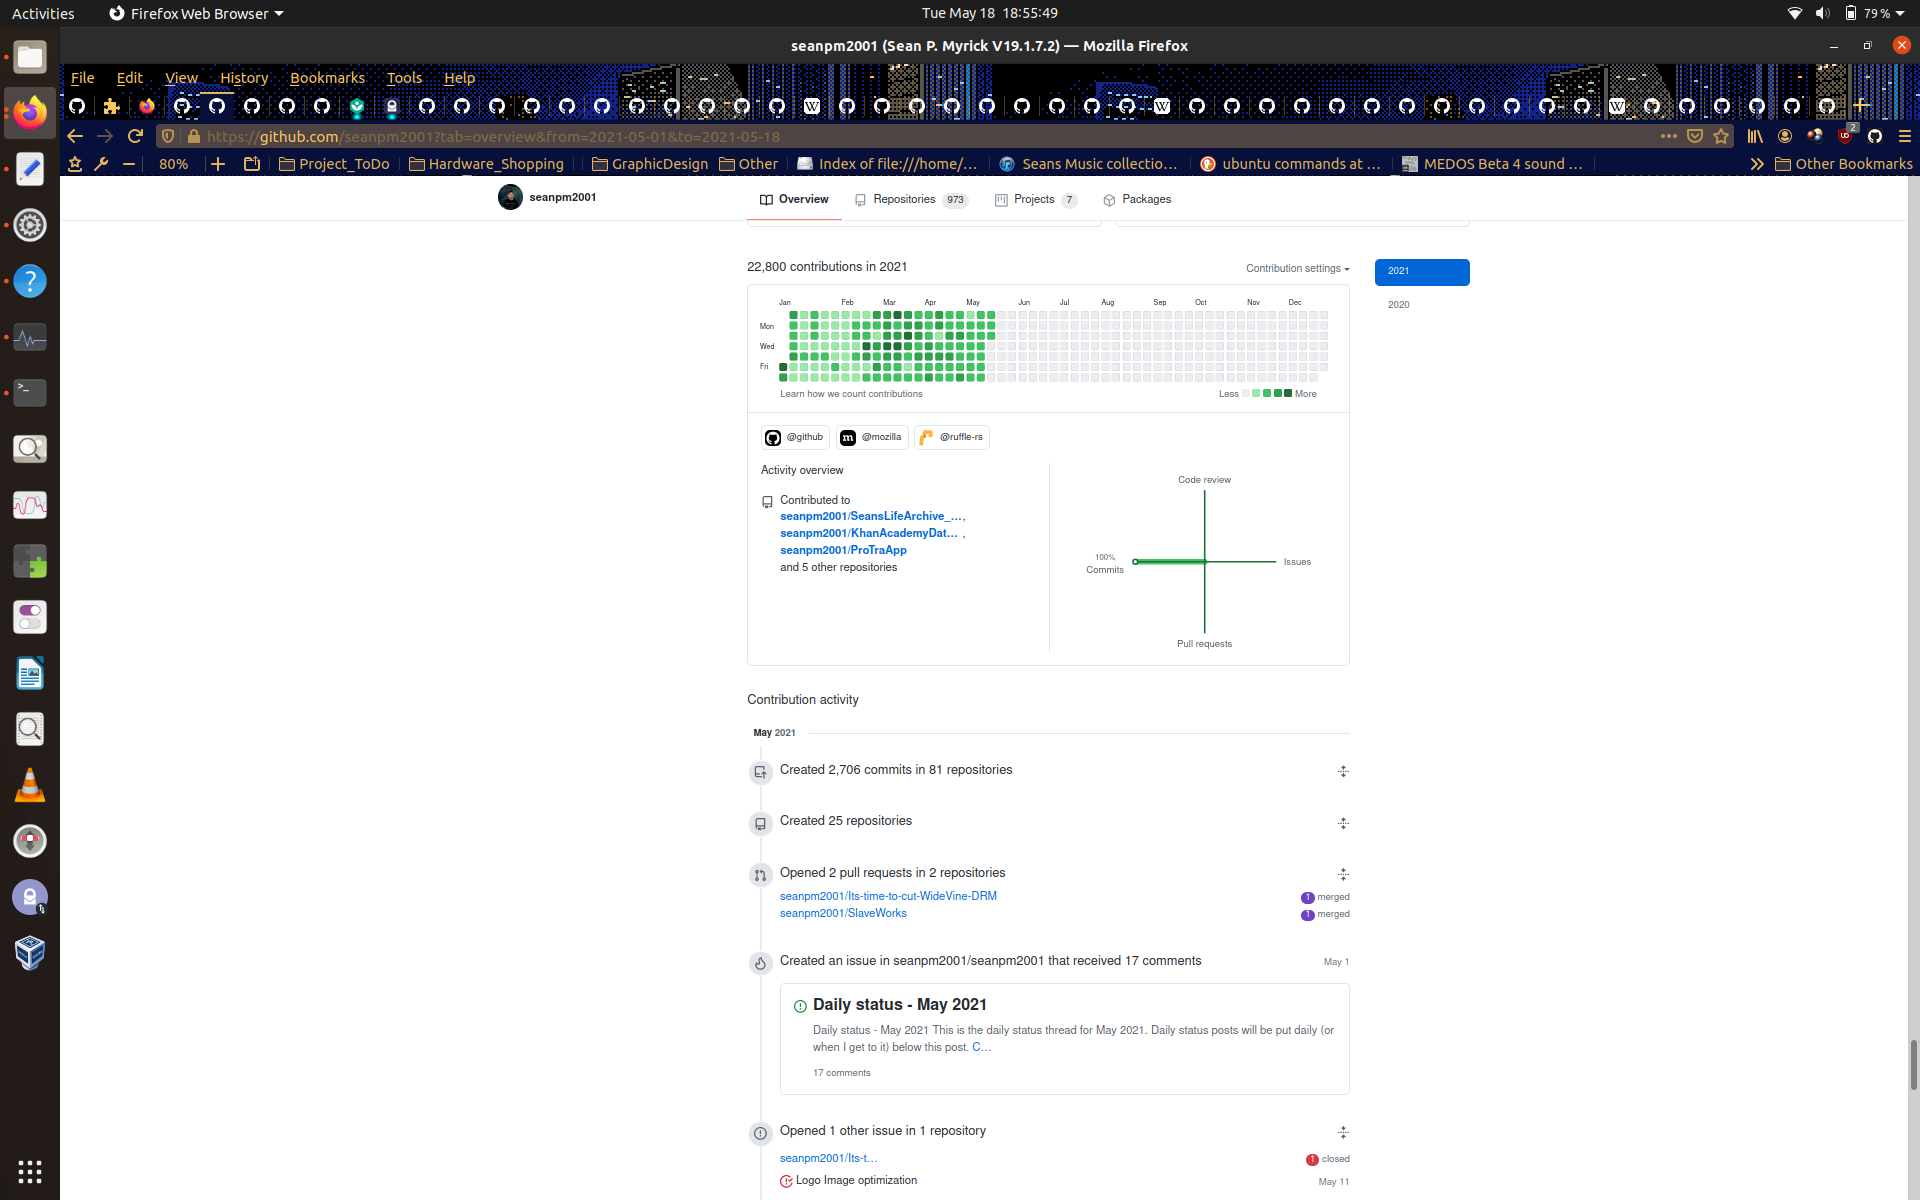 Activities
Firefox Web Browser
Tue May 18 18:55:49
79 %
seanpm2001 (Sean P. Myrick V19.1.7.2) — Mozilla Firefox
File Edit View History Bookmarks Tools Help
https://github.com/seanpm2001?tab=overview&from=2021-05-01&to=2021-05-18
2
80%
Project_ToDo
Hardware_Shopping
GraphicDesign
Other
Index of file:///home/…
Seans Music collectio…
ubuntu commands at …
MEDOS Beta 4 sound …
Other Bookmarks
seanpm2001
Overview
Repositories 973
Projects 7
Packages
22,800 contributions in 2021
Contribution settings
2021
2020
Jan Feb Mar Apr May Jun Jul Aug Sep Oct Nov Dec
Mon
Wed
Fri
Learn how we count contributions
Less More
@github
@mozilla
@ruffle-rs
Activity overview
Contributed to
seanpm2001/SeansLifeArchive_…,
seanpm2001/KhanAcademyDat… ,
seanpm2001/ProTraApp
and 5 other repositories
Code review
100%
Commits
Issues
Pull requests
Contribution activity
May 2021
Created 2,706 commits in 81 repositories
Created 25 repositories
Opened 2 pull requests in 2 repositories
seanpm2001/Its-time-to-cut-WideVine-DRM
1 merged
seanpm2001/SlaveWorks
1 merged
Created an issue in seanpm2001/seanpm2001 that received 17 comments
May 1
Daily status - May 2021
Daily status - May 2021 This is the daily status thread for May 2021. Daily status posts will be put daily (or
when I get to it) below this post. C…
17 comments
Opened 1 other issue in 1 repository
seanpm2001/Its-t…
1 closed
Logo Image optimization
May 11